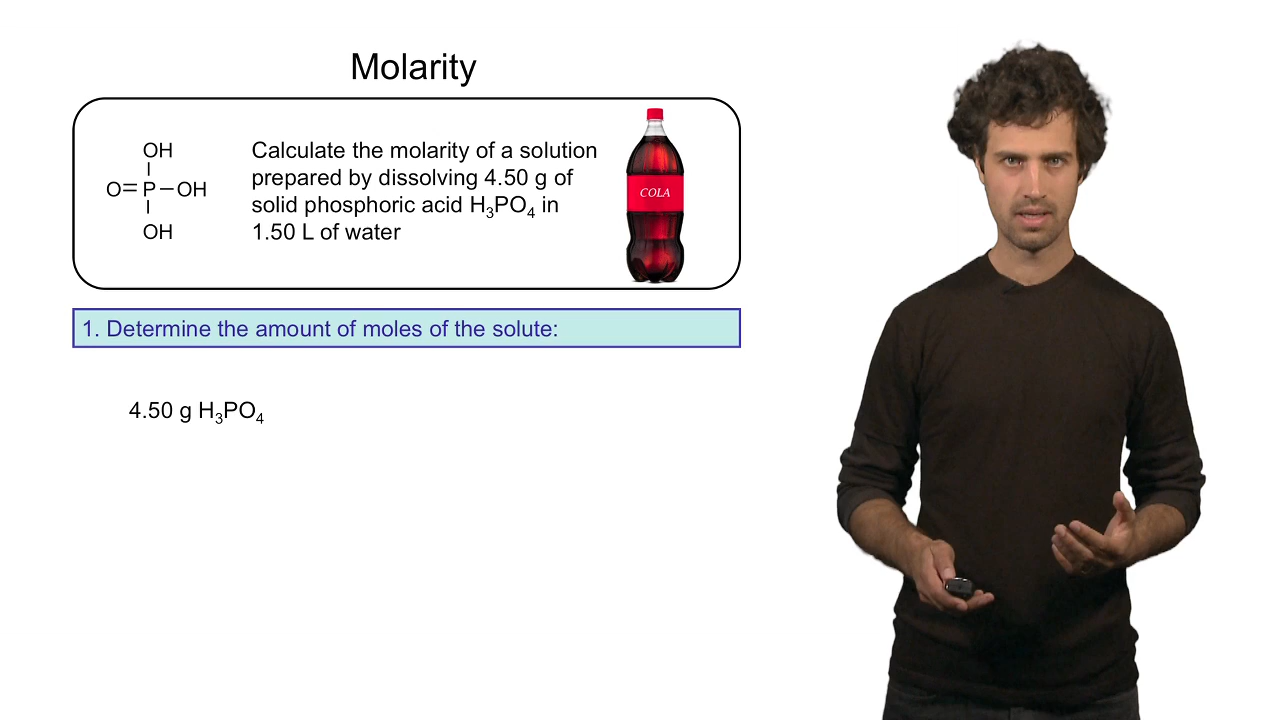 Molarity
OH
O=P–OH
OH
Calculate the molarity of a solution
prepared by dissolving 4.50 g of
solid phosphoric acid H₃PO₄ in
1.50 L of water
COLA
1. Determine the amount of moles of the solute:
4.50 g H₃PO₄